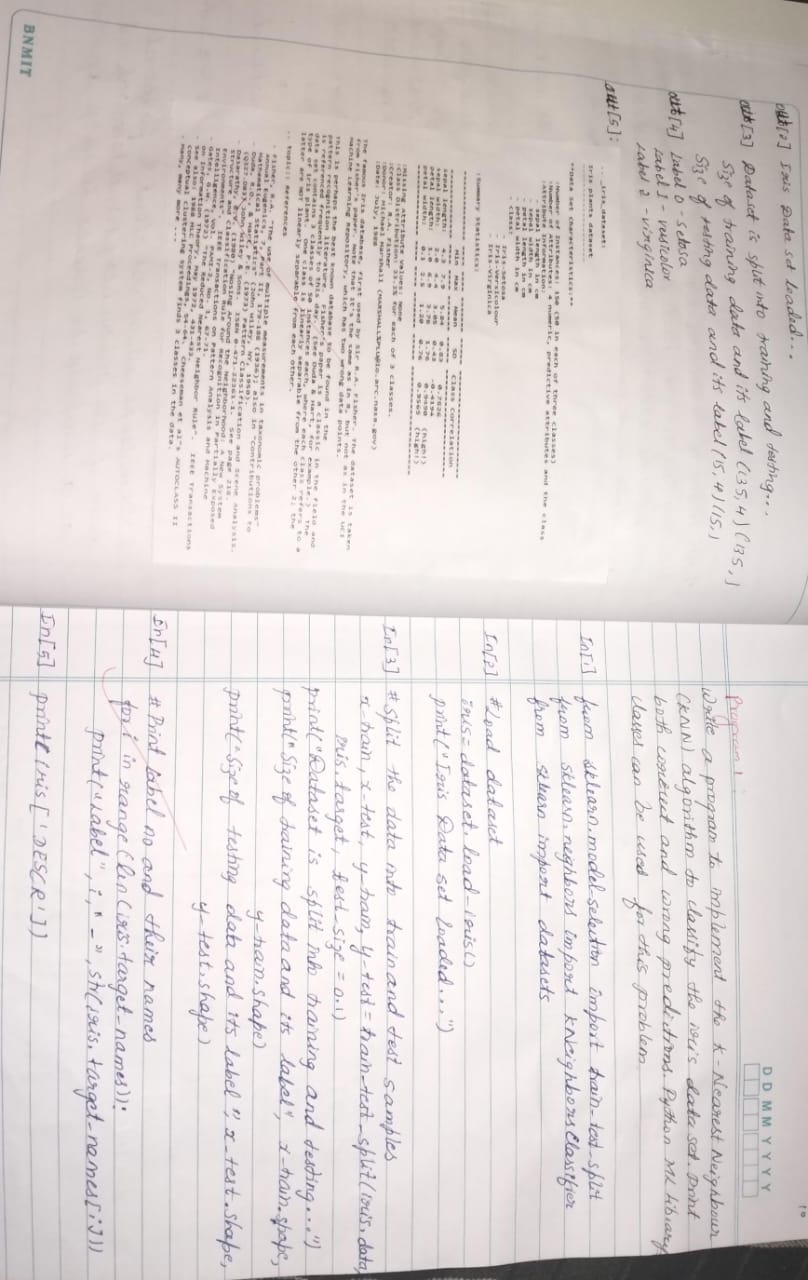 out[2] Iris Data set loaded...
out[3] Dataset is split into training and testing...
Size of training data and its label (135, 4) (135, )
Size of testing data and its label (15, 4) (15, )
out[4] Label 0 - setosa
Label 1 - versicolor
Label 2 - virginica
out[5]:
.. _iris_dataset:
Iris plants dataset
**Data Set Characteristics:**
:Number of Instances: 150 (50 in each of three classes)
:Number of Attributes: 4 numeric, predictive attributes and the class
:Attribute Information:
- sepal length in cm
- sepal width in cm
- petal length in cm
- petal width in cm
- class:
- Iris-Setosa
- Iris-Versicolour
- Iris-Virginica
:Summary Statistics:
Min Max Mean SD Class Correlation
sepal length: 4.3 7.9 5.84 0.83 0.7826
sepal width: 2.0 4.4 3.05 0.43 -0.4194
petal length: 1.0 6.9 3.76 1.76 0.9490 (high!)
petal width: 0.1 2.5 1.20 0.76 0.9565 (high!)
:Missing Attribute Values: None
:Class Distribution: 33.3% for each of 3 classes.
:Creator: R.A. Fisher
:Donor: Michael Marshall (MARSHALL%PLU@io.arc.nasa.gov)
:Date: July, 1988
The famous Iris database, first used by Sir R.A. Fisher. The dataset is taken
from Fisher's paper. Note that it's the same as in R, but not as in the UCI
Machine Learning Repository, which has two wrong data points.
This is perhaps the best known database to be found in the
pattern recognition literature. Fisher's paper is a classic in the field and
is referenced frequently to this day. (See Duda & Hart, for example.) The
data set contains 3 classes of 50 instances each, where each class refers to a
type of iris plant. One class is linearly separable from the other 2; the
latter are NOT linearly separable from each other.
.. topic:: References
- Fisher, R.A. "The use of multiple measurements in taxonomic problems"
Annual Eugenics, 7, Part II, 179-188 (1936); also in "Contributions to
Mathematical Statistics" (John Wiley, NY, 1950).
- Duda, R.O., & Hart, P.E. (1973) Pattern Classification and Scene Analysis.
(Q327.D83) John Wiley & Sons. ISBN 0-471-22361-1. See page 218.
- Dasarathy, B.V. (1980) "Nosing Around the Neighborhood: A New System
Structure and Classification Rule for Recognition in Partially Exposed
Environments". IEEE Transactions on Pattern Analysis and Machine
Intelligence, Vol. PAMI-2, No. 1, 67-71.
- Gates, G.W. (1972) "The Reduced Nearest Neighbor Rule". IEEE Transactions
on Information Theory, May 1972, 431-433.
- See also: 1988 MLC Proceedings, 54-64. Cheeseman et al"s AUTOCLASS II
conceptual clustering system finds 3 classes in the data.
- Many, many more ...
BNMIT
D D M M Y Y Y Y
Program 1
Write a program to implement the K-Nearest Neighbour
(KNN) algorithm to classify the iris data set. Print
both correct and wrong predictions. Python ML library
classes can be used for this problem
In[1] from sklearn.model-selection import train-test-split
from sklearn.neighbors import KNeighborsClassifier
from sklearn import datasets
In[2] #Load dataset
iris = dataset. load-iris()
print("Iris Data set loaded...")
In[3] # Split the data into train and test samples
x-train, x-test, y-train, y-test = train-test_split(iris, data,
iris. target, test_size = 0.1)
print("Dataset is split into training and testing...")
print("Size of training data and its label", x-train.shape,
y-train.shape)
print("Size of testing data and its label", x-test.shape,
y-test.shape)
In[4] # Print Label no and their names
for i in range (len(iris.target-names)):
print("Label", i, "-", str(iris.target-names[i]))
In[5] print(iris['DESCR'])